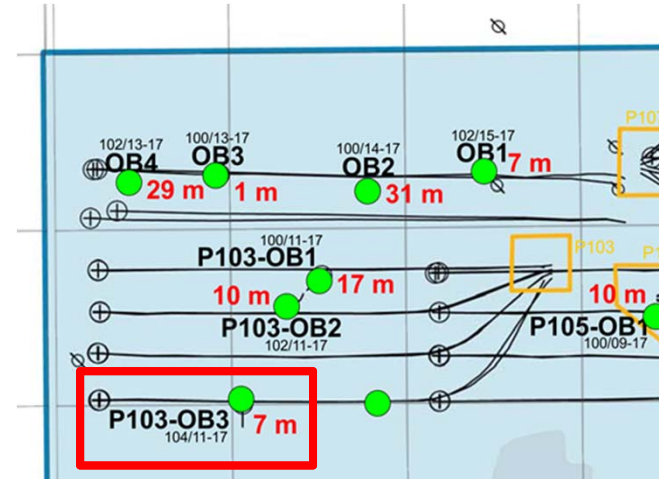 102/13-17
OB4
29 m
100/13-17
OB3
1 m
100/14-17
OB2
31 m
102/15-17
OB1
7 m
P107
100/11-17
P103-OB1
17 m
P103
10 m
P103-OB2
102/11-17
10 m
P105-OB1
100/09-17
P103-OB3
104/11-17
7 m